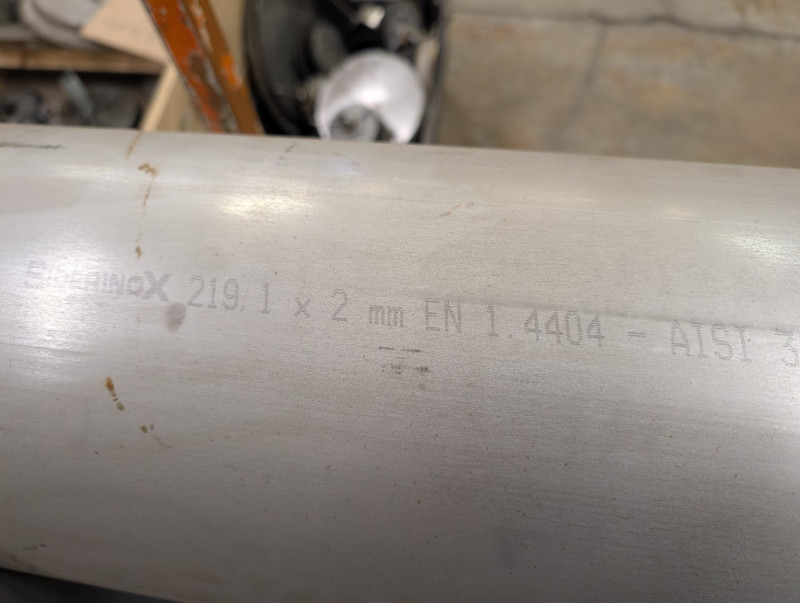 SIDERINOX 219.1 x 2 mm EN 1.4404 - AISI 3